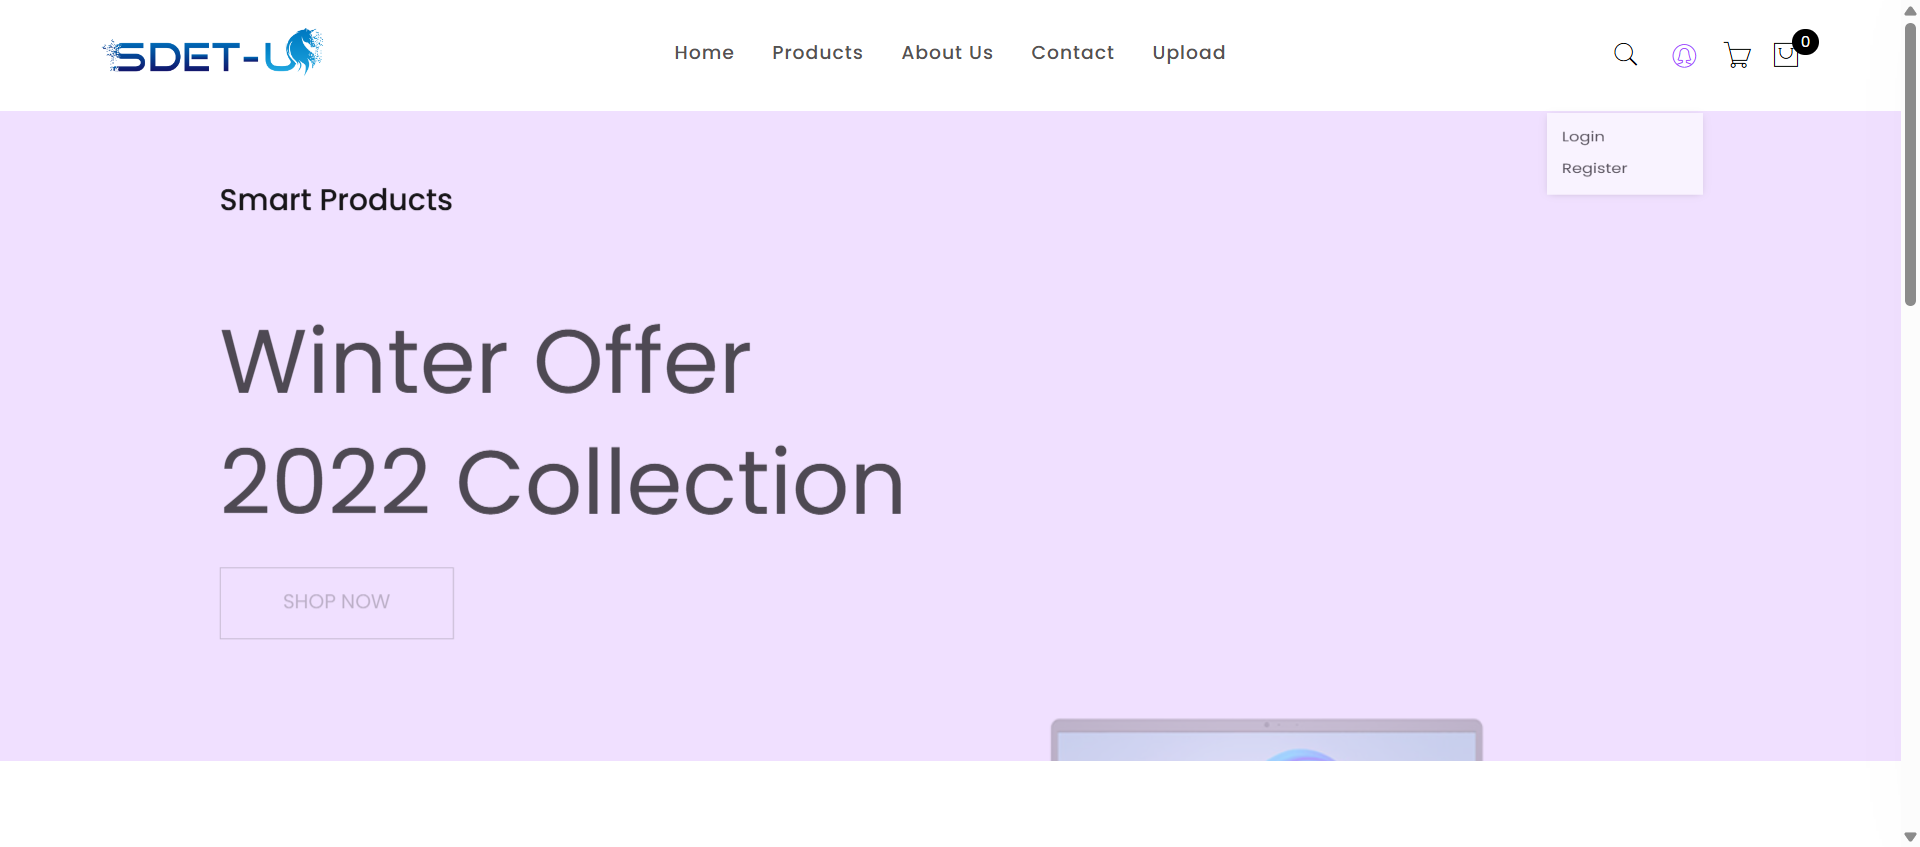 SDET-U
Home Products About Us Contact Upload
0
Login
Register
Smart Products
Winter Offer
2022 Collection
SHOP NOW